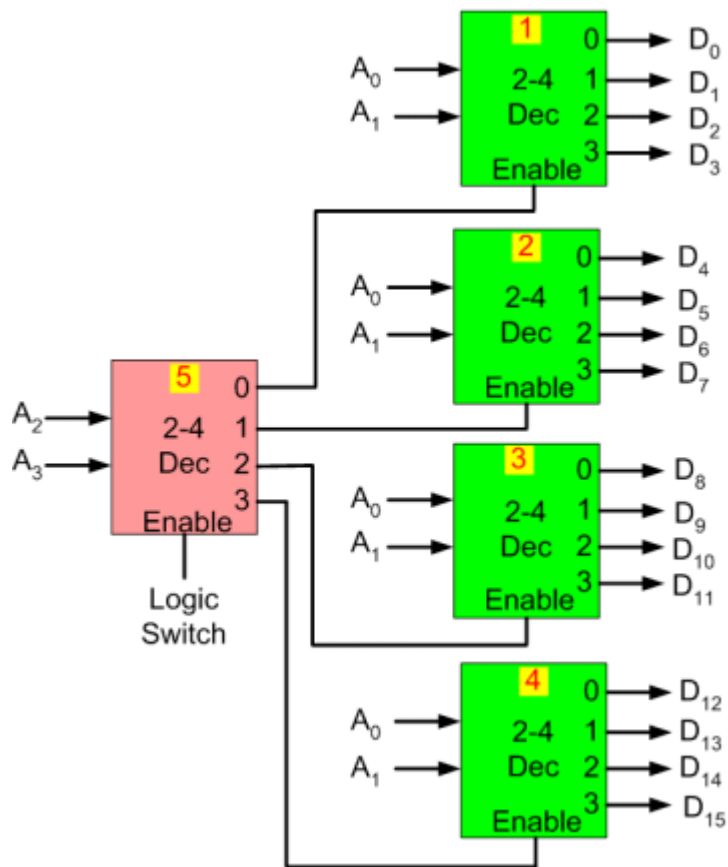 1
0
D₀
A₀
2-4
1
D₁
A₁
Dec
2
D₂
3
D₃
Enable
2
0
D₄
A₀
2-4
1
D₅
A₁
Dec
2
D₆
3
D₇
Enable
5
0
A₂
2-4
1
A₃
Dec
2
3
Enable
Logic
Switch
3
0
D₈
A₀
2-4
1
D₉
A₁
Dec
2
D₁₀
3
D₁₁
Enable
4
0
D₁₂
A₀
2-4
1
D₁₃
A₁
Dec
2
D₁₄
3
D₁₅
Enable